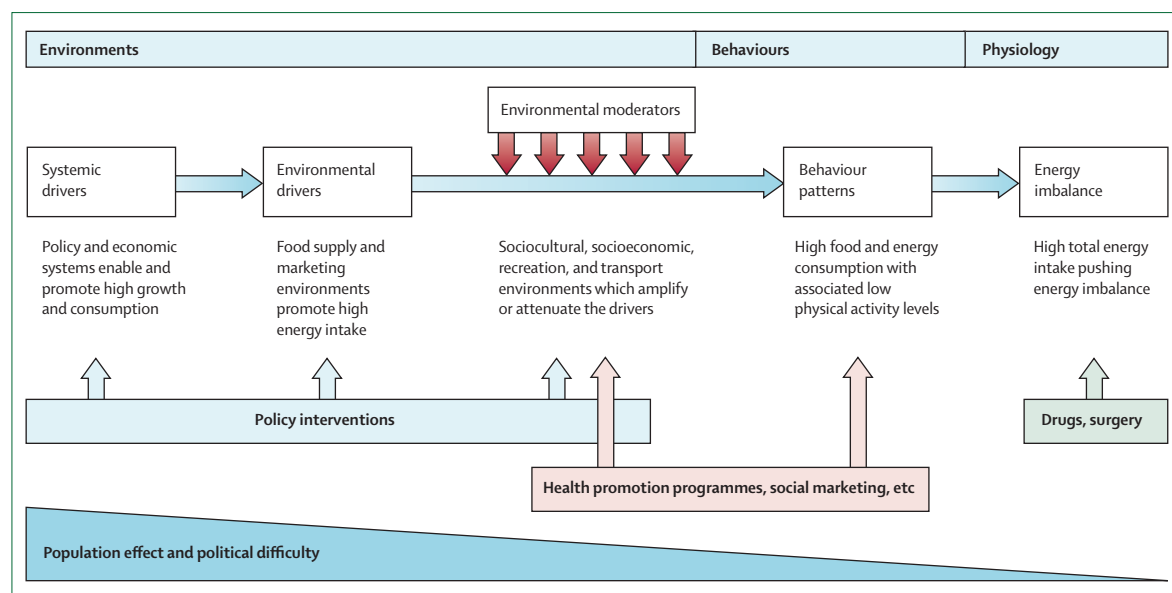 Environments
Behaviours
Physiology
Environmental moderators
Systemic
drivers
Environmental
drivers
Behaviour
patterns
Energy
imbalance
Policy and economic
systems enable and
promote high growth
and consumption
Food supply and
marketing
environments
promote high
energy intake
Sociocultural, socioeconomic,
recreation, and transport
environments which amplify
or attenuate the drivers
High food and energy
consumption with
associated low
physical activity levels
High total energy
intake pushing
energy imbalance
Policy interventions
Drugs, surgery
Health promotion programmes, social marketing, etc
Population effect and political difficulty